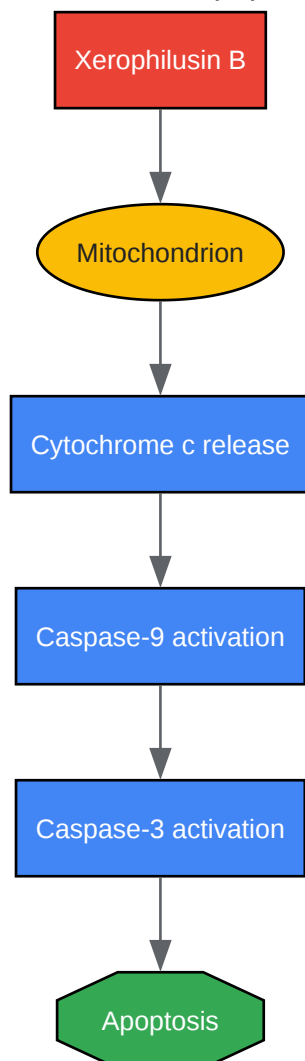 Xerophilusin B
Mitochondrion
Cytochrome c release
Caspase-9 activation
Caspase-3 activation
Apoptosis